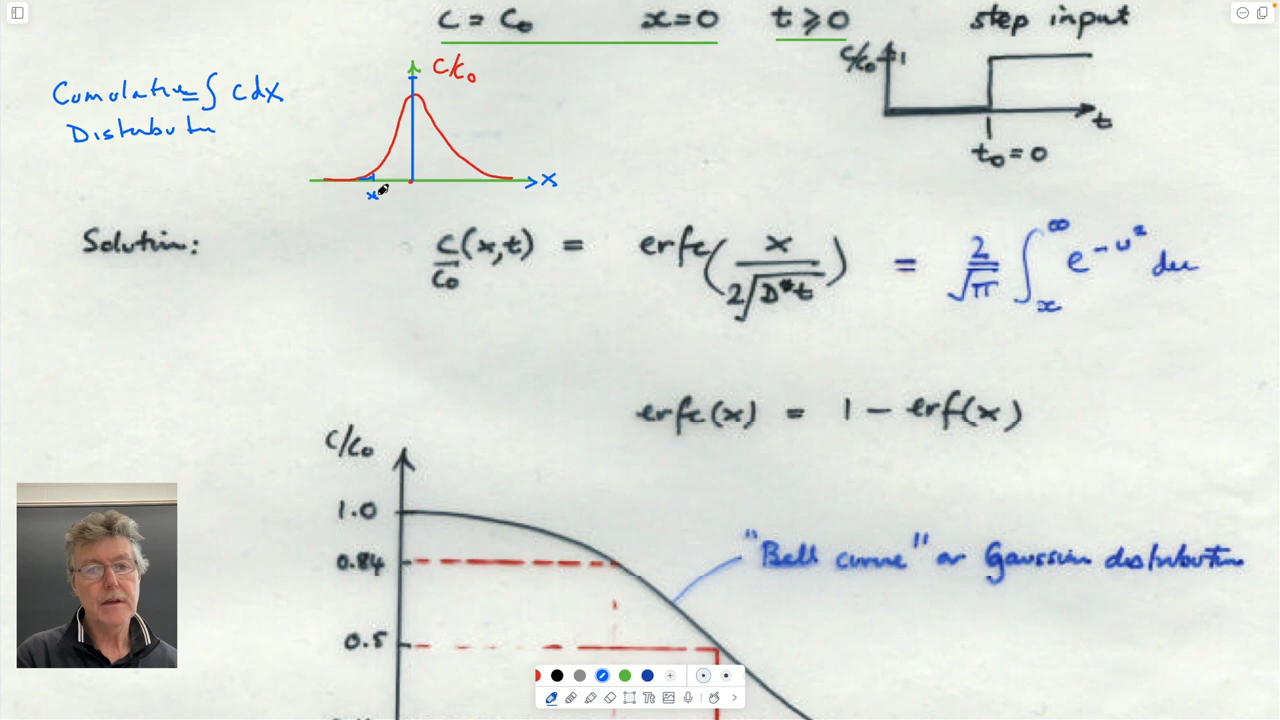 C = C₀ x=0 t ⩾ 0 step input
C/C₀
C/C₀ 1
t
t₀ = 0
Cumulative = ∫ C dx
Distributn
x
x
Solution: C/C₀ (x,t) = erfc(x / 2√D*t) = 2/√π ∫ₓ^∞ e^-u² du
erfc(x) = 1 - erf(x)
C/C₀
1.0
0.84
0.5
"Bell curve" or Gaussian distribution